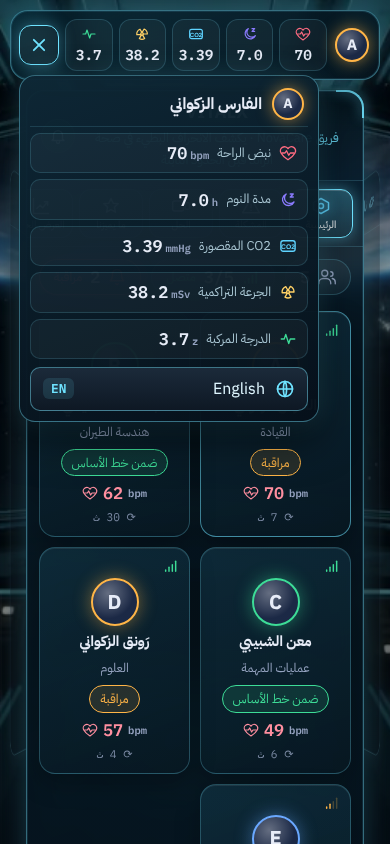 3.7
38.2
CO2
3.39
7.0
70
A
فريق
A
الفارس الزكواني
نبض الراحة 70 bpm
مدة النوم 7.0 h
CO2 المقصورة 3.39 mmHg
الجرعة التراكمية 38.2 mSv
الدرجة المركبة 3.7 z
English EN
القيادة
مراقبة
70 bpm
7 ث
هندسة الطيران
ضمن خط الأساس
62 bpm
30 ث
C
معن الشبيبي
عمليات المهمة
ضمن خط الأساس
49 bpm
6 ث
D
رَونق الزكواني
العلوم
مراقبة
57 bpm
4 ث
E